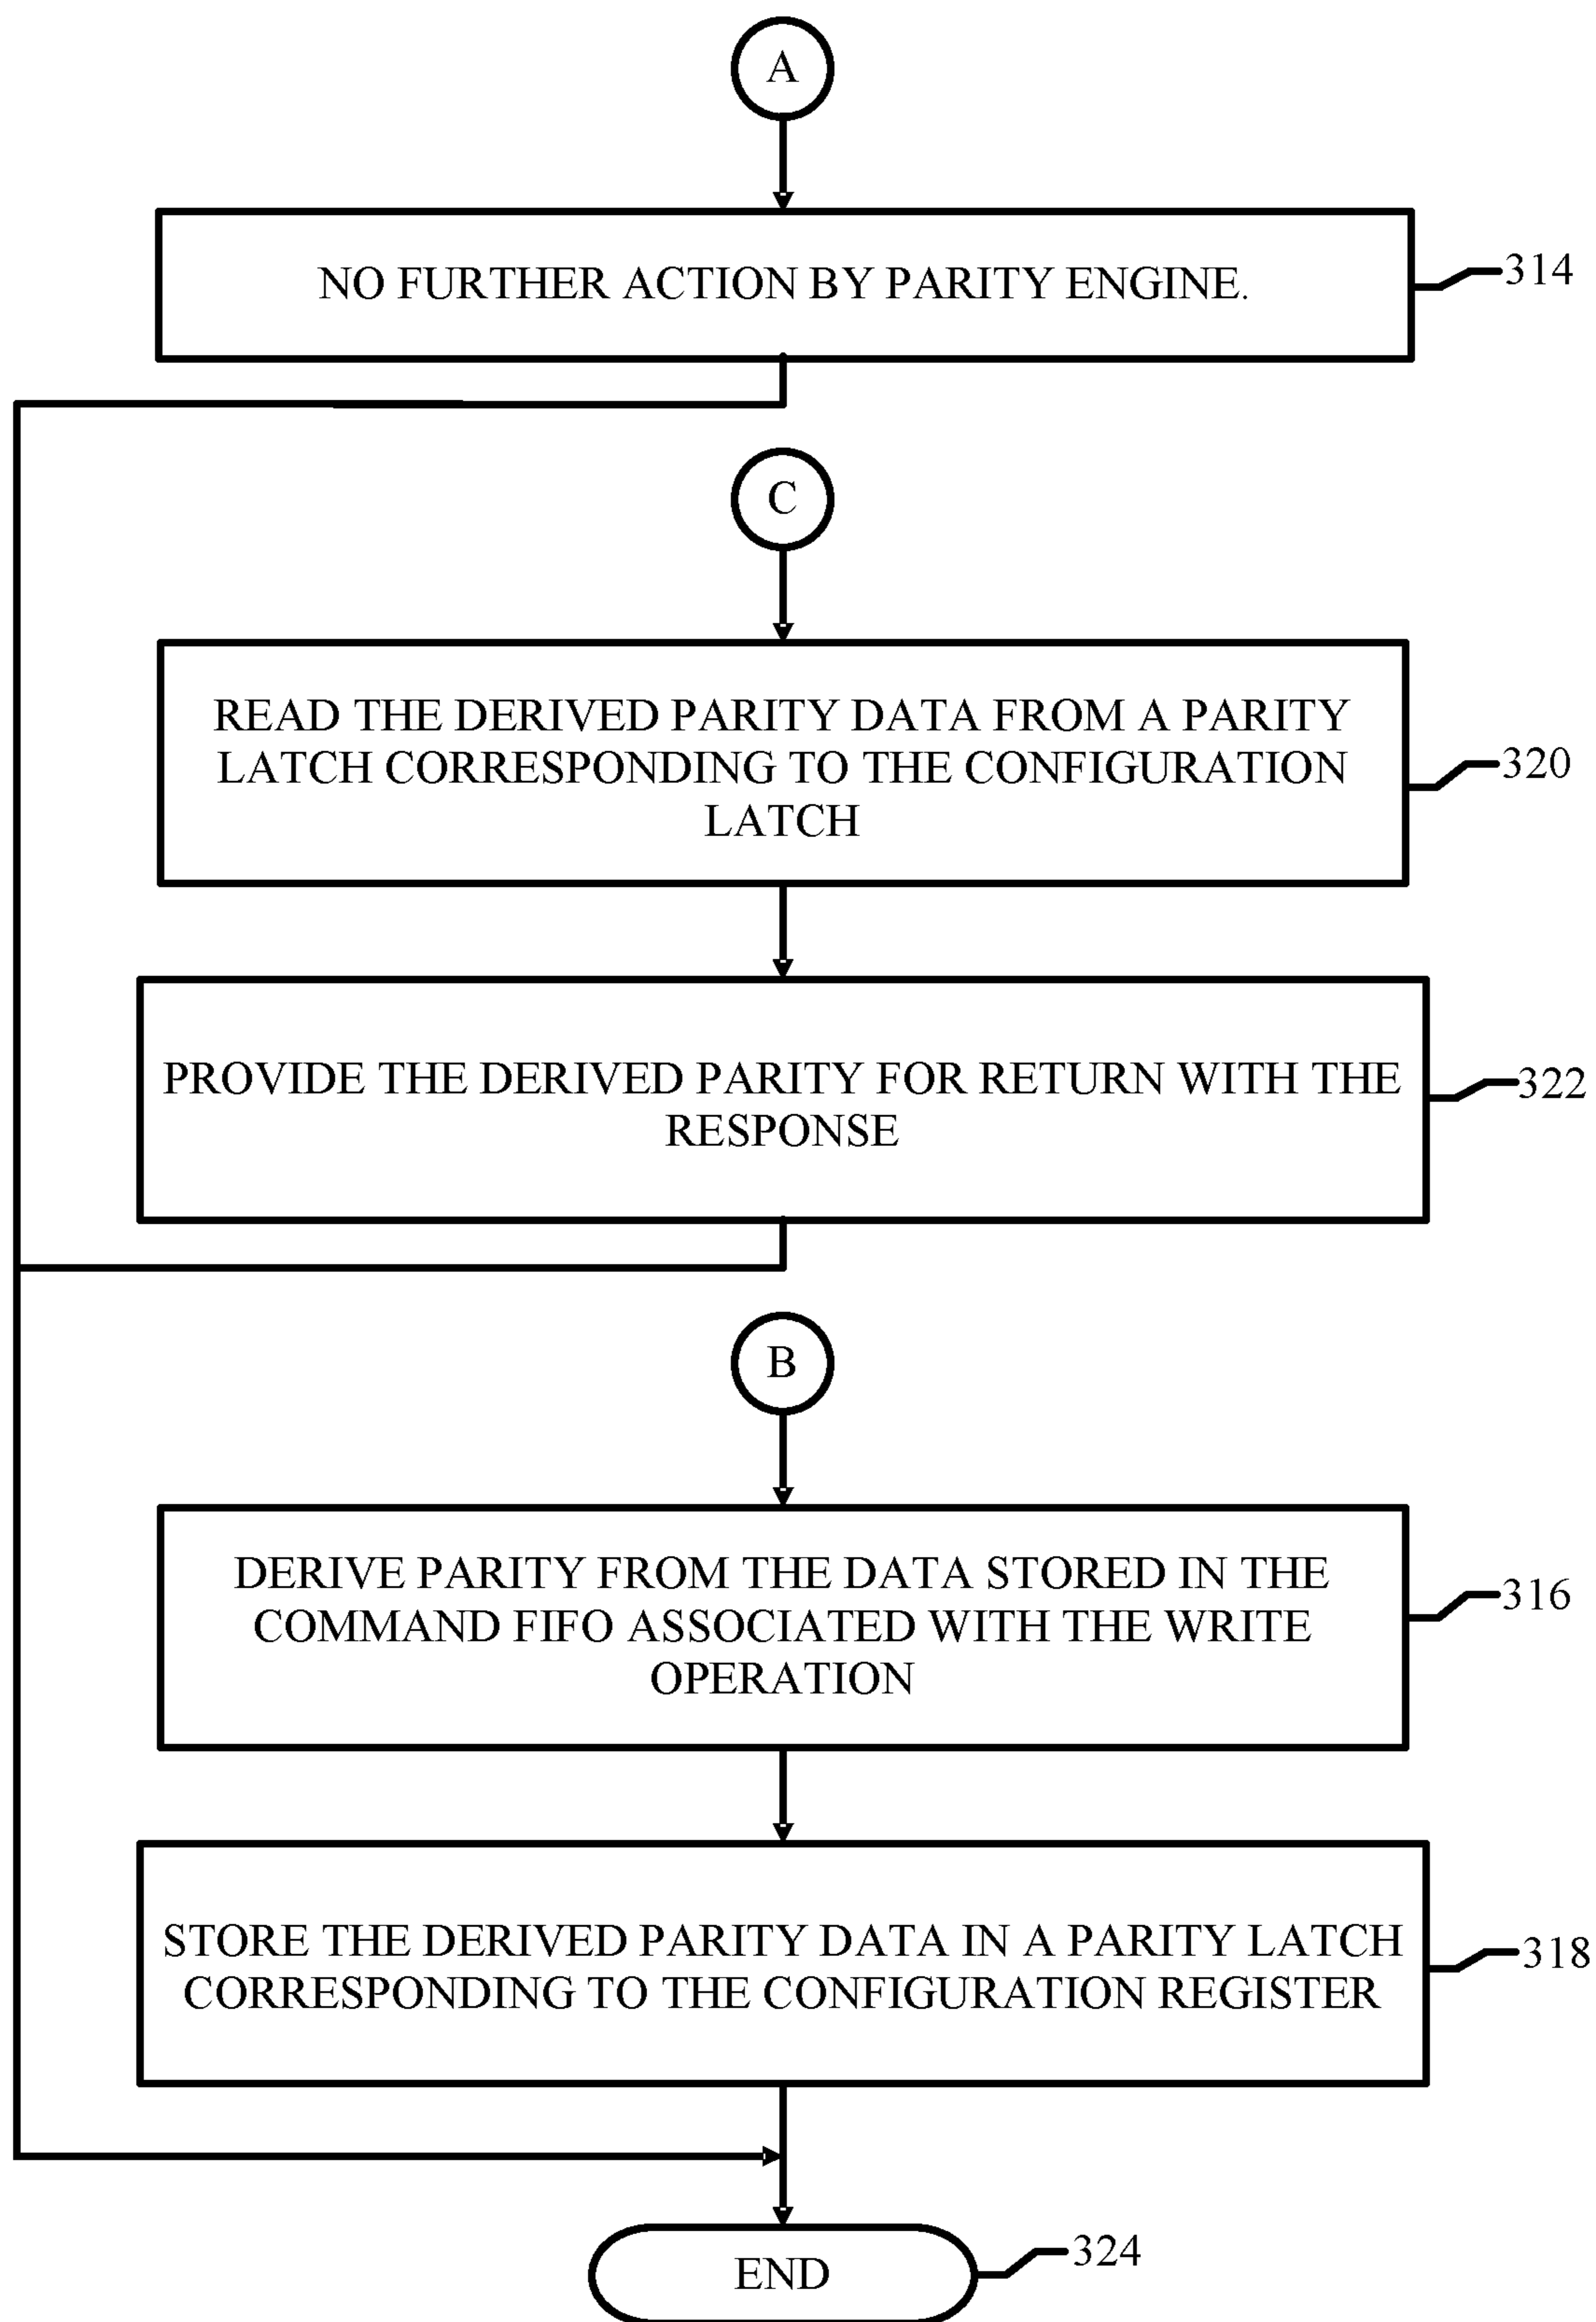 A
NO FURTHER ACTION BY PARITY ENGINE.
314
C
READ THE DERIVED PARITY DATA FROM A PARITY
LATCH CORRESPONDING TO THE CONFIGURATION
LATCH
320
PROVIDE THE DERIVED PARITY FOR RETURN WITH THE
RESPONSE
322
B
DERIVE PARITY FROM THE DATA STORED IN THE
COMMAND FIFO ASSOCIATED WITH THE WRITE
OPERATION
316
STORE THE DERIVED PARITY DATA IN A PARITY LATCH
CORRESPONDING TO THE CONFIGURATION REGISTER
318
END
324